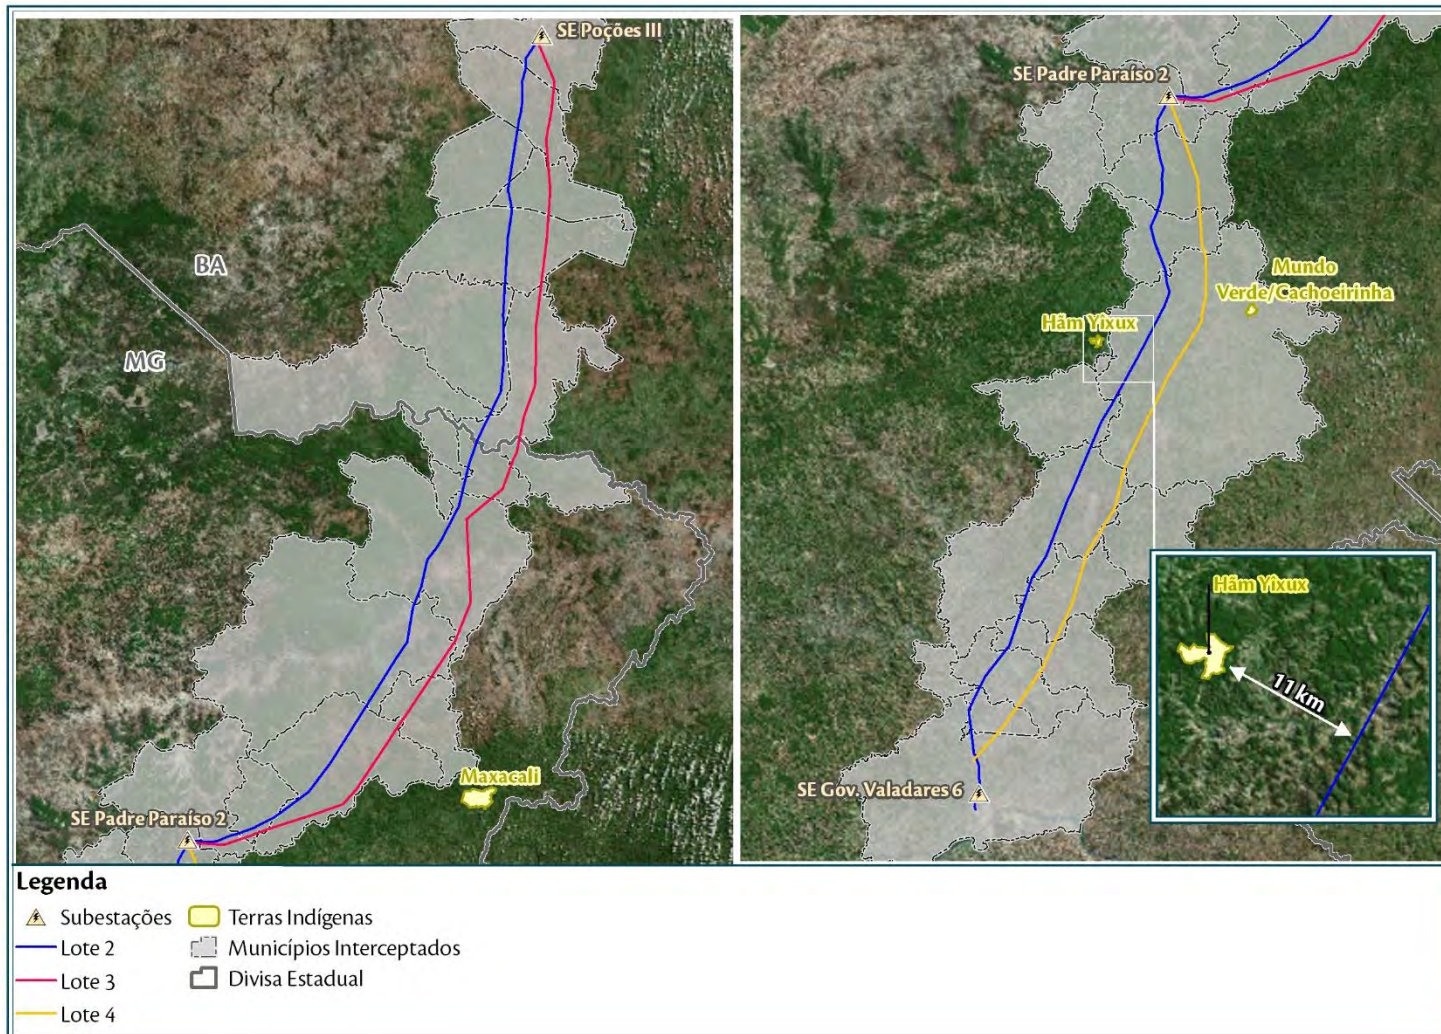 SE Poções III
BA
MG
Maxacali
SE Padre Paraíso 2
SE Padre Paraíso 2
Mundo
Verde/Cachoeirinha
Hãm Yîxux
SE Gov. Valadares 6
Hãm Yîxux
11 km
Legenda
Subestações
Lote 2
Lote 3
Lote 4
Terras Indígenas
Municípios Interceptados
Divisa Estadual